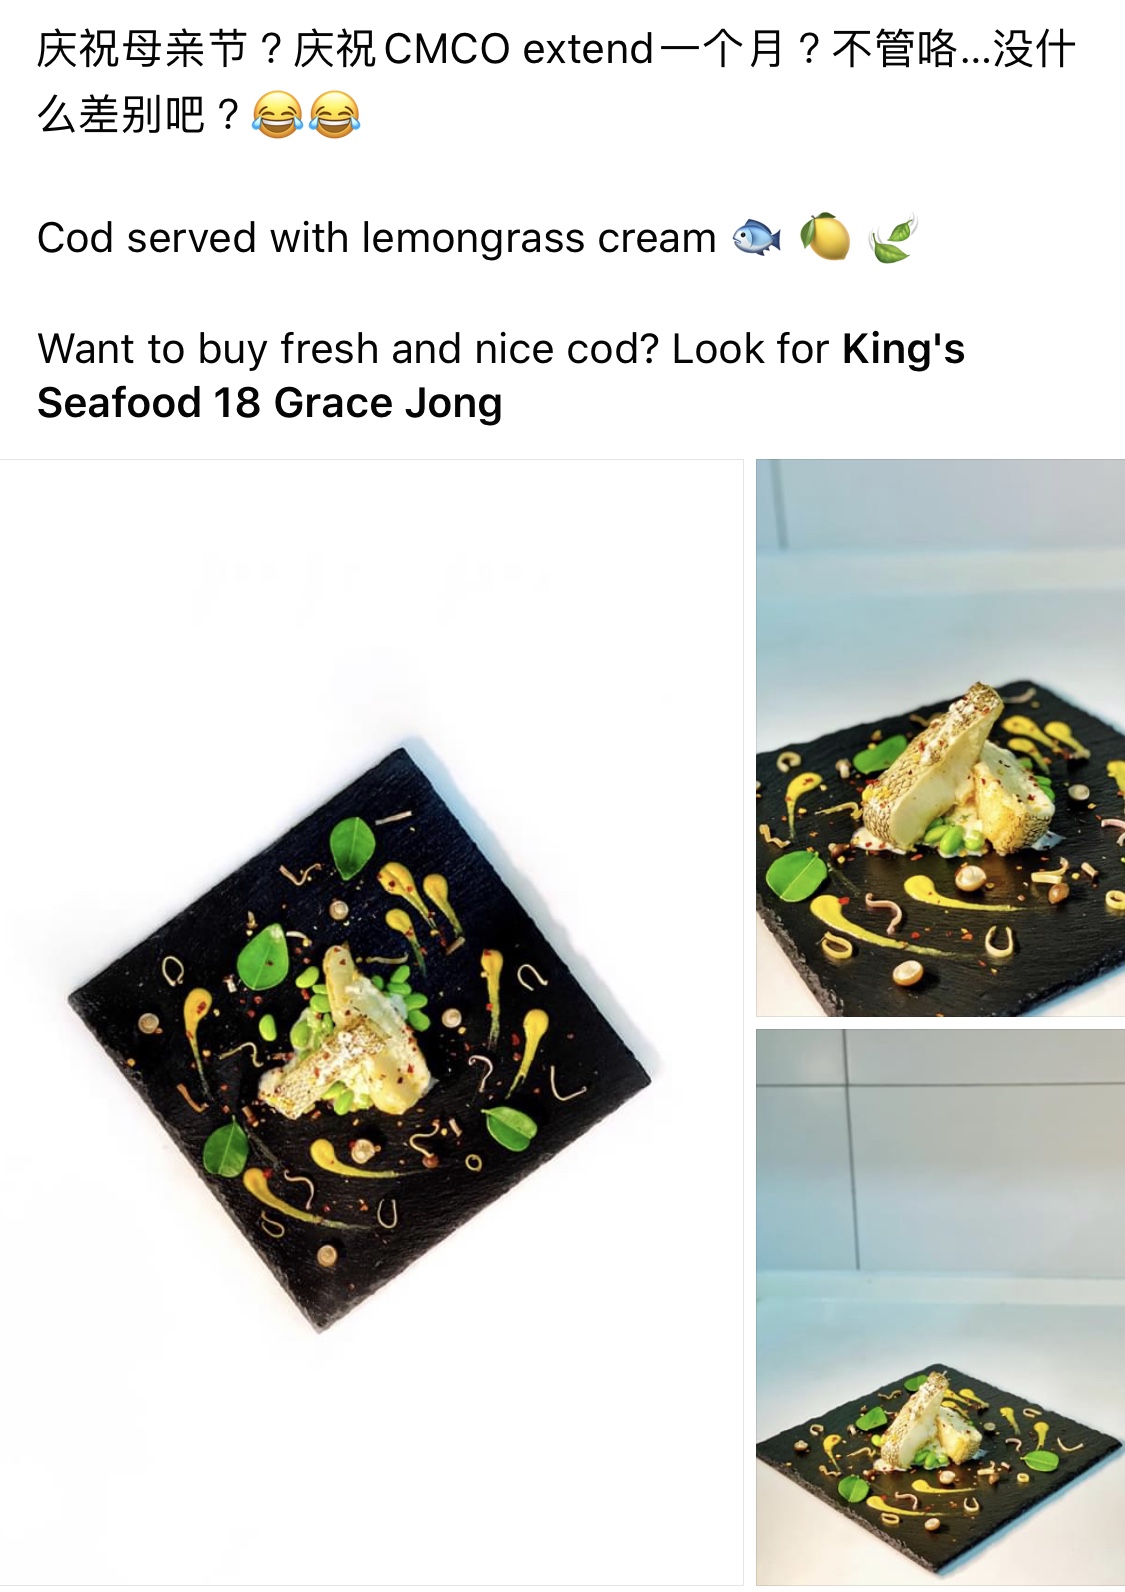 庆祝母亲节？庆祝CMCO extend一个月？不管咯...没什
么差别吧？😂😂
Cod served with lemongrass cream 🐟 🍋 🍃
Want to buy fresh and nice cod? Look for King's
Seafood 18 Grace Jong